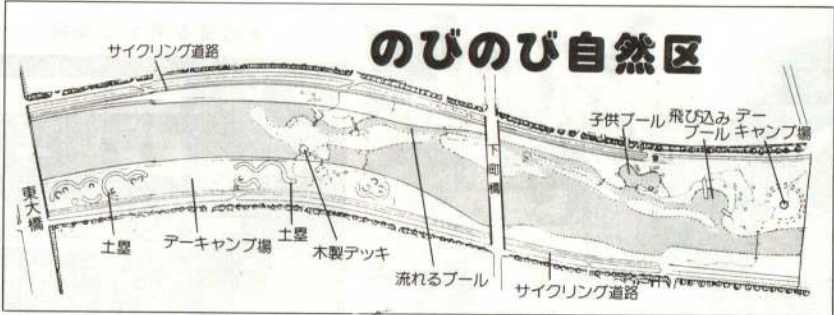 のびのび自然区
サイクリング道路
子供プール
飛び込み
プール
デー
キャンプ場
下町橋
東大橋
土塁
デーキャンプ場
土塁
木製デッキ
流れるプール
サイクリング道路